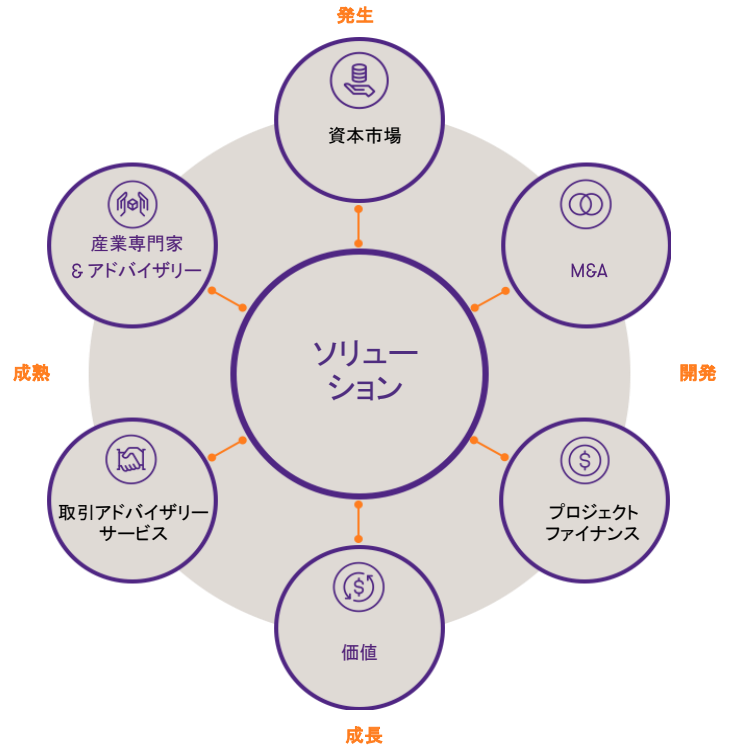 発生
資本市場
産業専門家
& アドバイザリー
M&A
ソリュー
ション
成熟
開発
取引アドバイザリー
サービス
プロジェクト
ファイナンス
価値
成長